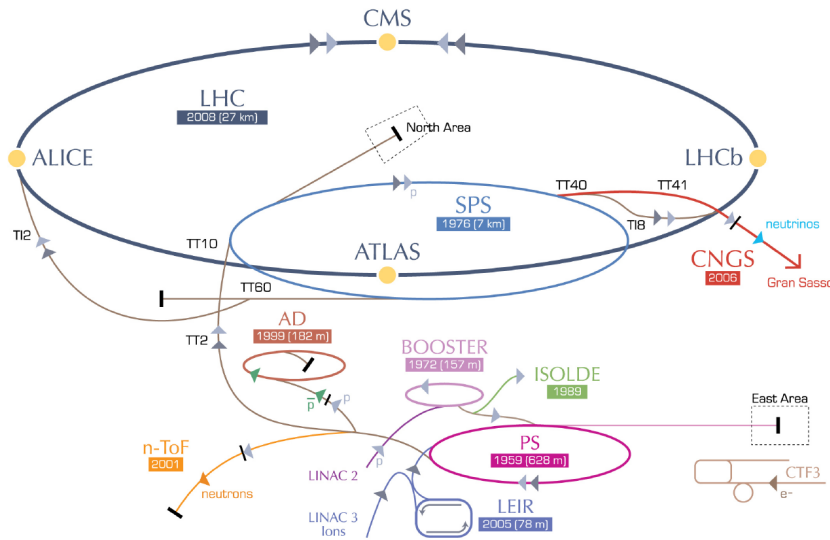 CMS
LHC
2008 (27 km)
North Area
ALICE
LHCb
TT40
TT41
SPS
1976 (7 km)
p
TI2
TT10
ATLAS
TI8
neutrinos
CNGS
2006
Gran Sasso
TT60
AD
1999 (182 m)
TT2
BOOSTER
1972 (157 m)
ISOLDE
1989
p
p
East Area
n-ToF
2001
LINAC 2
p
PS
1959 (628 m)
neutrons
LINAC 3
Ions
LEIR
2005 (78 m)
CTF3
e-